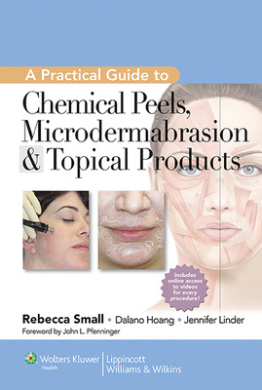 A Practical Guide to
Chemical Peels,
Microdermabrasion
& Topical Products
Includes
online access
to videos
for every
procedure!
Rebecca Small • Dalano Hoang • Jennifer Linder
Foreword by John L. Pfenninger
Wolters Kluwer
Health
Lippincott
Williams & Wilkins